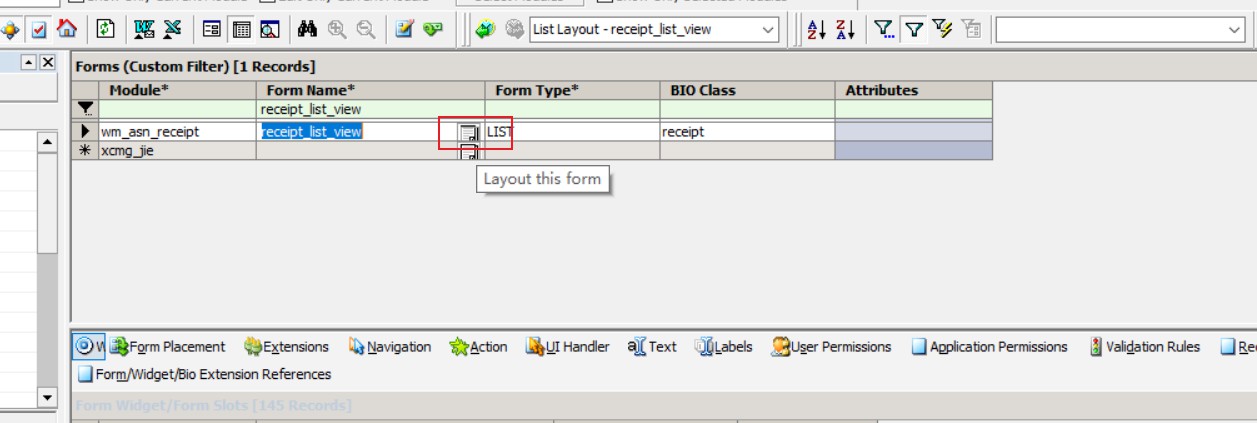 List Layout - receipt_list_view
Forms (Custom Filter) [1 Records]
Module* Form Name* Form Type* BIO Class Attributes
receipt_list_view
wm_asn_receipt receipt_list_view LIST receipt
xcmg_jie
Layout this form
W Form Placement Extensions Navigation Action UI Handler Text Labels User Permissions Application Permissions Validation Rules Re
Form/Widget/Bio Extension References
Form Widget/Form Slots [145 Records]